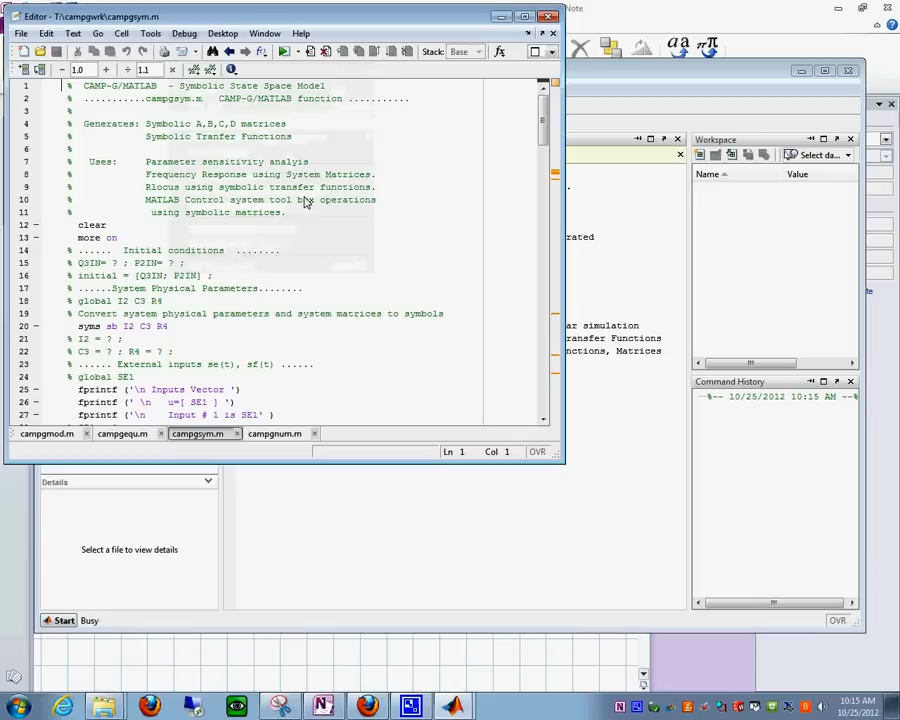 Editor - T:\campgwrk\campgsym.m
Note
File Edit Text Go Cell Tools Debug Desktop Window Help
Stack: Base
fx
1.0
1.1
1 % CAMP-G/MATLAB - Symbolic State Space Model
2 % ...........campgsym.m CAMP-G/MATLAB function ...........
3 %
4 % Generates: Symbolic A,B,C,D matrices
5 % Symbolic Tranfer Functions
6 %
7 % Uses: Parameter sensitivity analyis
8 % Frequency Response using System Matrices.
9 % Rlocus using symbolic transfer functions.
10 % MATLAB Control system tool box operations
11 % using symbolic matrices.
12 clear
13 more on
14 % ...... Initial conditions ........
15 % Q3IN= ? ; P2IN= ? ;
16 % initial = [Q3IN; P2IN] ;
17 % ......System Physical Parameters........
18 % global I2 C3 R4
19 % Convert system physical parameters and system matrices to symbols
20 syms sb I2 C3 R4
21 % I2 = ? ;
22 % C3 = ? ; R4 = ? ;
23 % ...... External inputs se(t), sf(t) ......
24 % global SE1
25 fprintf ('\n Inputs Vector ')
26 fprintf (' \n u=[ SE1 ] ')
27 fprintf ('\n Input # 1 is SE1' )
campgmod.m campgequ.m campgsym.m campgnum.m
Ln 1 Col 1 OVR
Workspace
Select da...
Name Value
erated
ar simulation
ransfer Functions
nctions, Matrices
Command History
%-- 10/25/2012 10:15 AM --%
te
Details
Select a file to view details
Start Busy
OVR
10:15 AM
10/25/2012